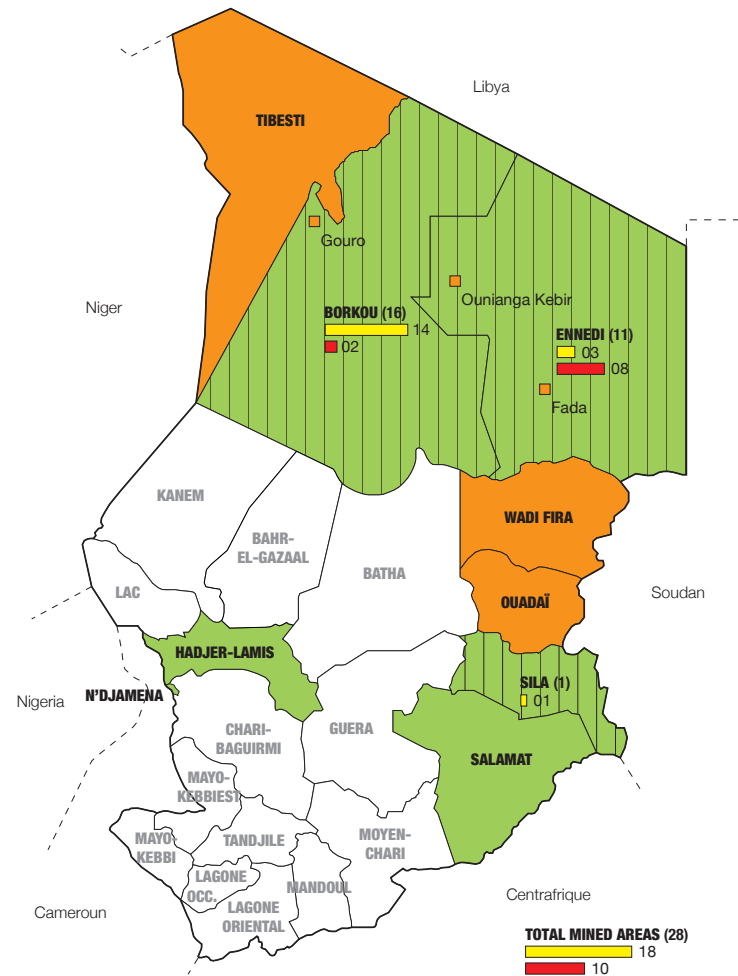 Libya
TIBESTI
Gouro
Niger
Ounianga Kebir
BORKOU (16)
14
02
ENNEDI (11)
03
08
Fada
KANEM
BAHR-
EL-GAZAAL
BATHA
WADI FIRA
LAC
OUADAÏ
Soudan
HADJER-LAMIS
N'DJAMENA
Nigeria
SILA (1)
01
CHARI-
BAGUIRMI
GUERA
SALAMAT
MAYO-
KEBBIEST
MAYO-
KEBBI
TANDJILE
MOYEN-
CHARI
LAGONE
OCC.
MANDOUL
LAGONE
ORIENTAL
Cameroun
Centrafrique
TOTAL MINED AREAS (28)
18
10